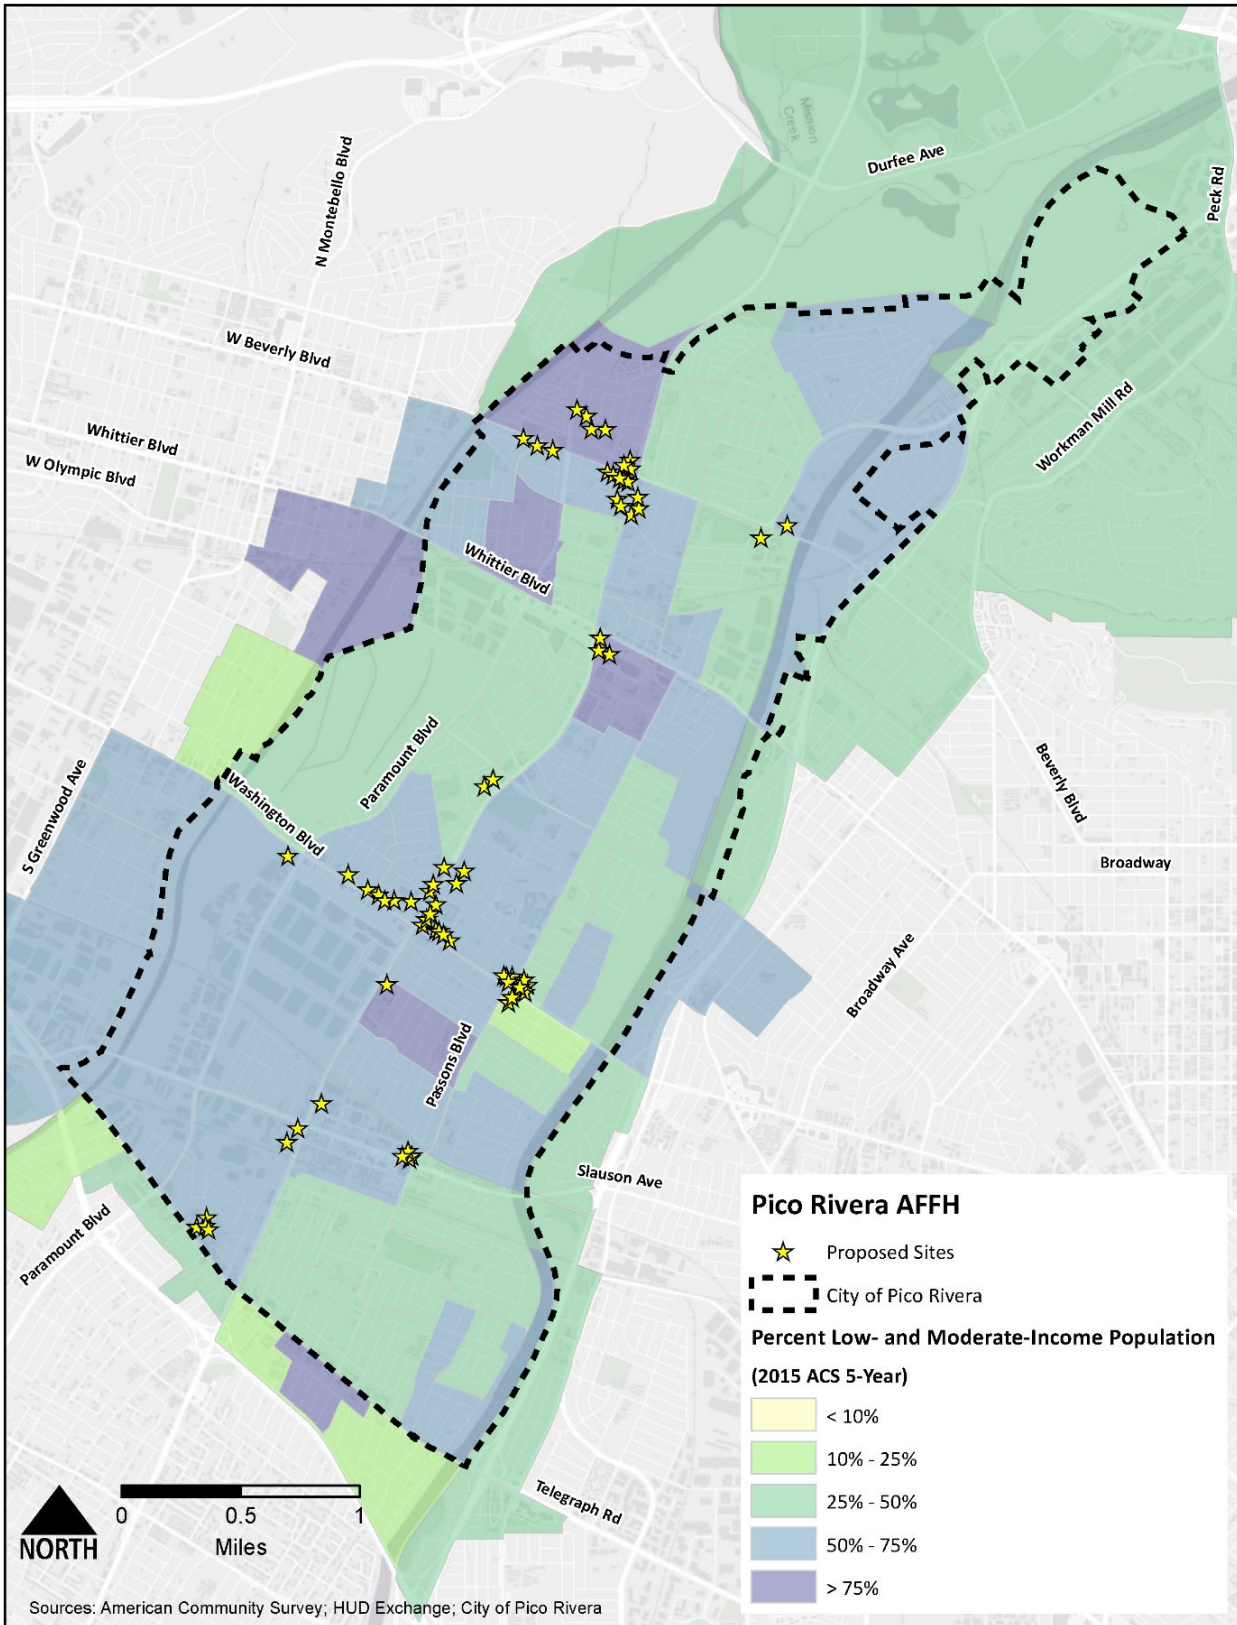 Mission
Creek
Durfee Ave
Peck Rd
N Montebello Blvd
W Beverly Blvd
Whittier Blvd
W Olympic Blvd
Workman Mill Rd
Whittier Blvd
Paramount Blvd
Washington Blvd
S Greenwood Ave
Beverly Blvd
Broadway
Broadway Ave
Passons Blvd
Slauson Ave
Paramount Blvd
Telegraph Rd
Pico Rivera AFFH
Proposed Sites
City of Pico Rivera
Percent Low- and Moderate-Income Population
(2015 ACS 5-Year)
< 10%
10% - 25%
25% - 50%
50% - 75%
> 75%
0 0.5 1
Miles
NORTH
Sources: American Community Survey; HUD Exchange; City of Pico Rivera